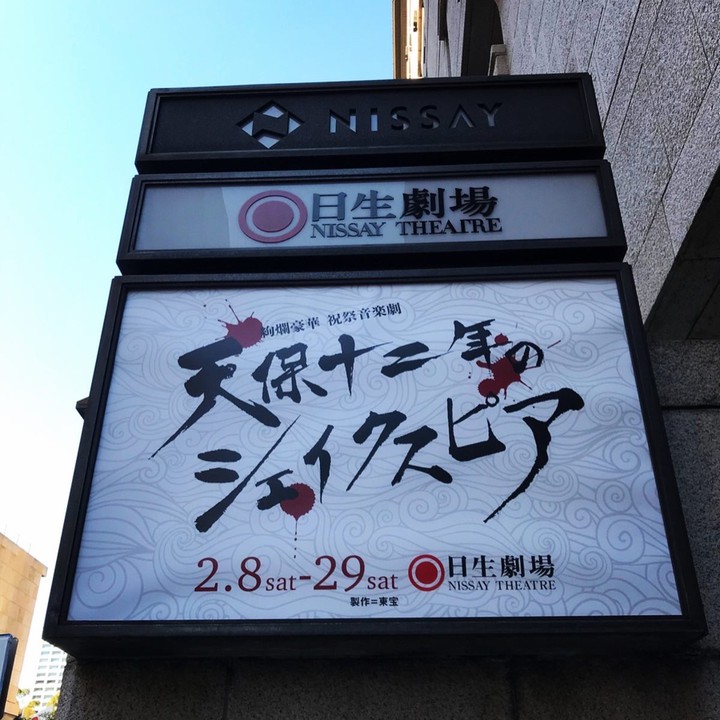 NISSAY
日生劇場
NISSAY THEATRE
絢爛豪華 祝祭音楽劇
天保十二年の
シェイクスピア
2.8sat-29sat
日生劇場
NISSAY THEATRE
製作=東宝